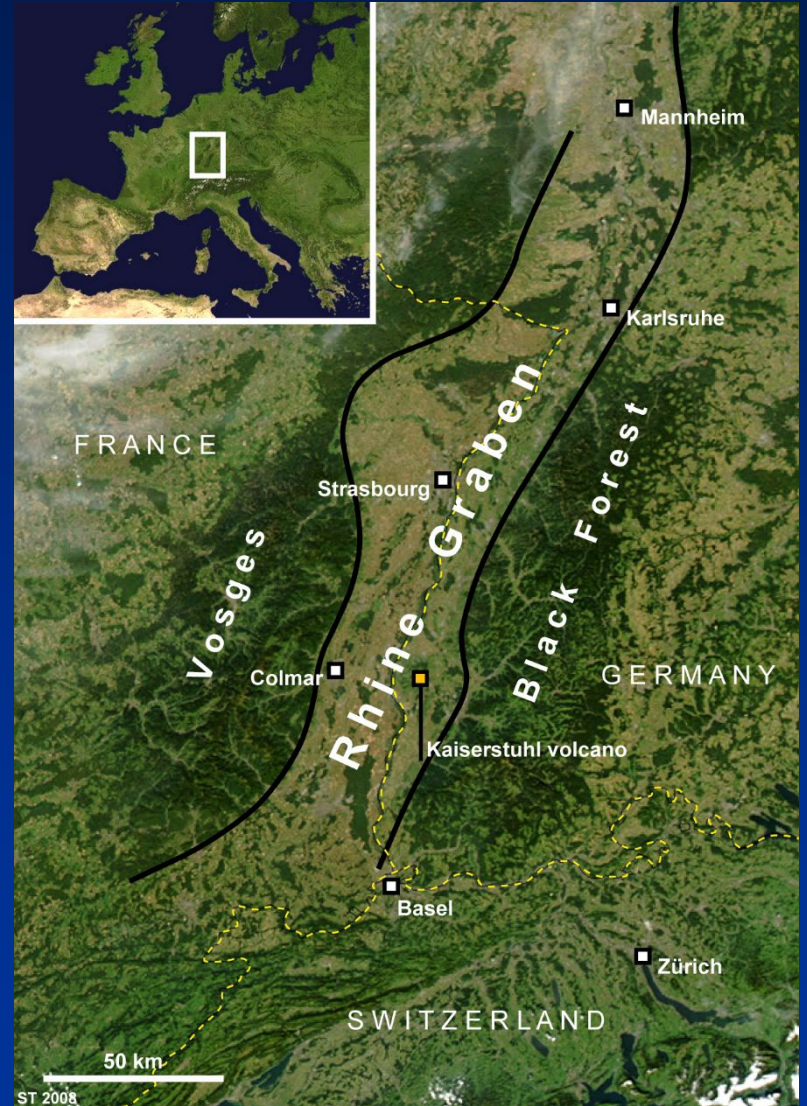 Mannheim
Karlsruhe
FRANCE
Strasbourg
Rhine Graben
Vosges
Black Forest
Colmar
GERMANY
Kaiserstuhl volcano
Basel
Zürich
SWITZERLAND
50 km
ST 2008